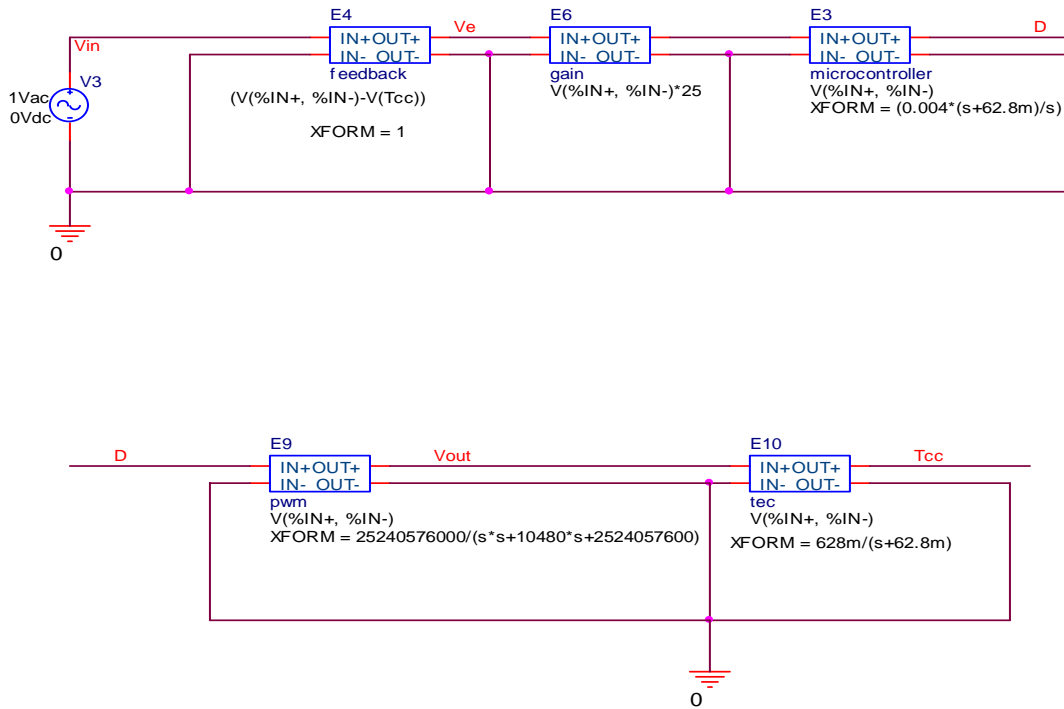 E4
E6
E3
Ve
D
Vin
IN+OUT+
IN- OUT-
IN+OUT+
IN- OUT-
IN+OUT+
IN- OUT-
V3
feedback
gain
microcontroller
1Vac
0Vdc
(V(%IN+, %IN-)-V(Tcc))
V(%IN+, %IN-)*25
V(%IN+, %IN-)
XFORM = (0.004*(s+62.8m)/s)
XFORM = 1
0
E9
E10
D
Vout
Tcc
IN+OUT+
IN- OUT-
IN+OUT+
IN- OUT-
pwm
tec
V(%IN+, %IN-)
V(%IN+, %IN-)
XFORM = 25240576000/(s*s+10480*s+2524057600)
XFORM = 628m/(s+62.8m)
0